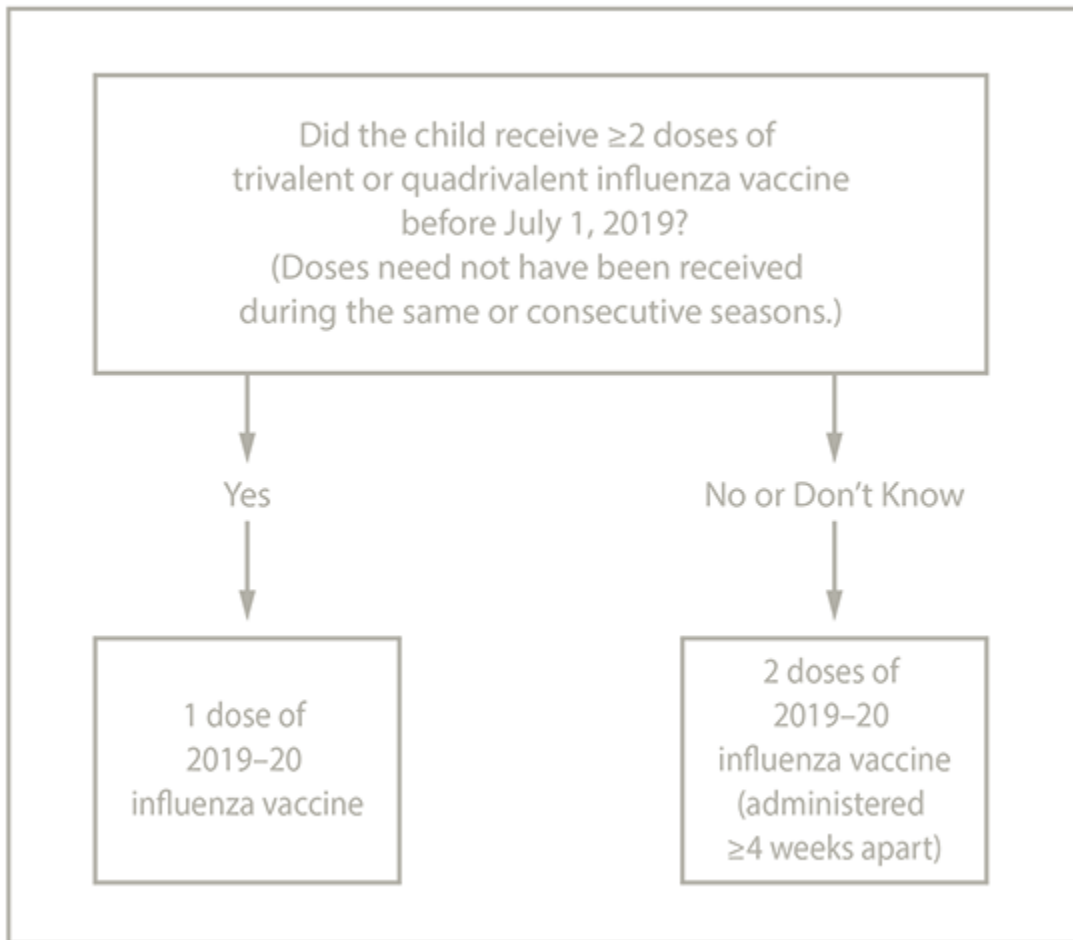 Did the child receive ≥2 doses of
trivalent or quadrivalent influenza vaccine
before July 1, 2019?
(Doses need not have been received
during the same or consecutive seasons.)
Yes
No or Don't Know
1 dose of
2019–20
influenza vaccine
2 doses of
2019–20
influenza vaccine
(administered
≥4 weeks apart)